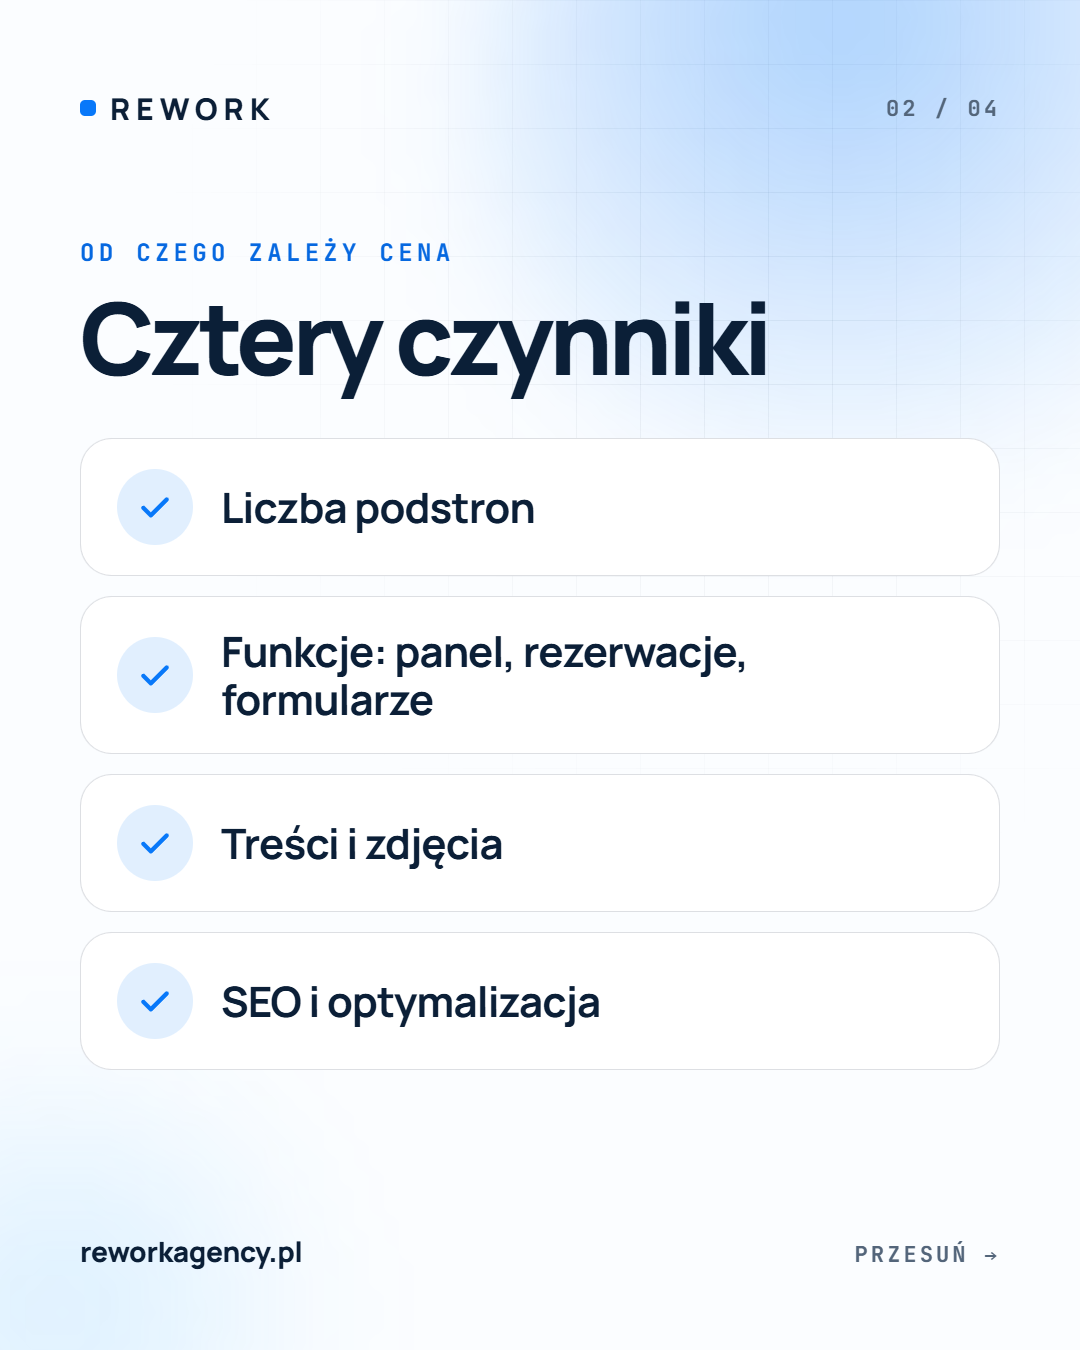 REWORK
02 / 04
OD CZEGO ZALEŻY CENA
Cztery czynniki
Liczba podstron
Funkcje: panel, rezerwacje,
formularze
Treści i zdjęcia
SEO i optymalizacja
reworkagency.pl
PRZESUŃ →